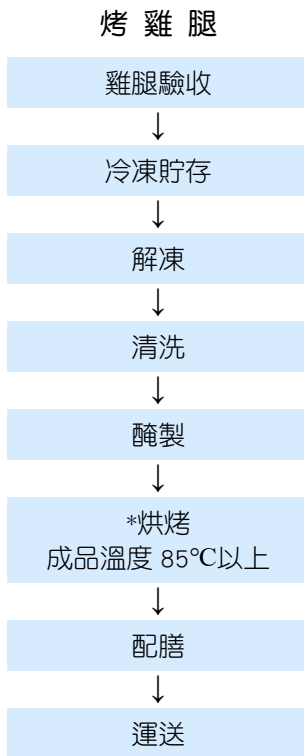 烤 雞 腿
雞腿驗收
↓
冷凍貯存
↓
解凍
↓
清洗
↓
醃製
↓
*烘烤
成品溫度 85℃以上
↓
配膳
↓
運送